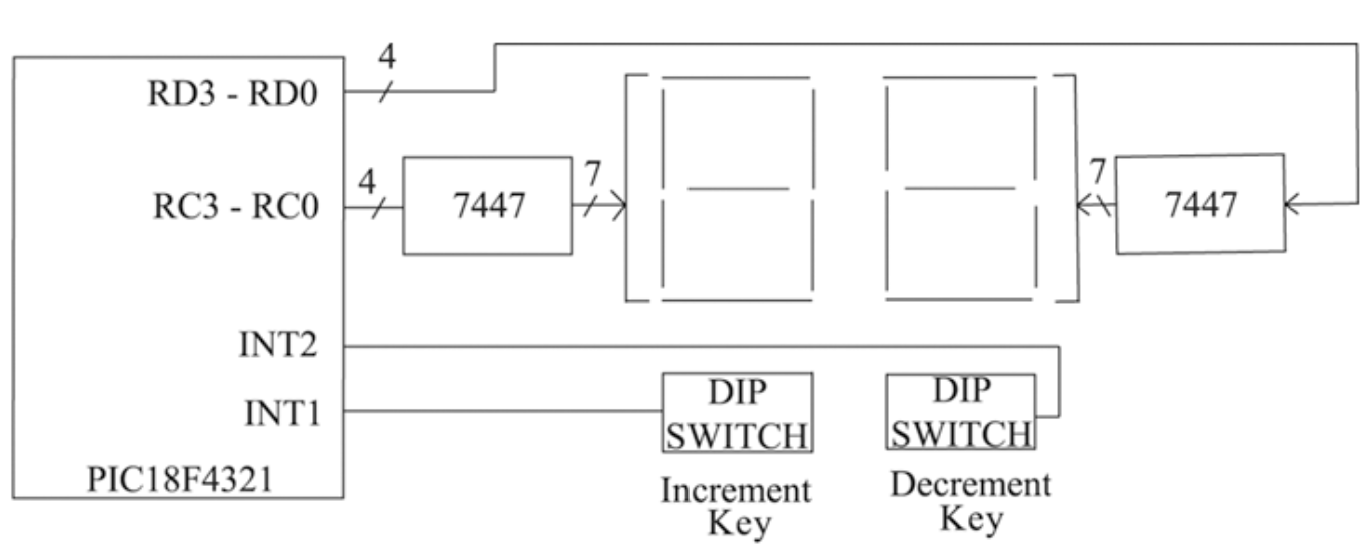 4
RD3 - RD0
4
7
7
RC3 - RC0
7447
7447
INT2
INT1
DIP
SWITCH
DIP
SWITCH
PIC18F4321
Increment
Key
Decrement
Key